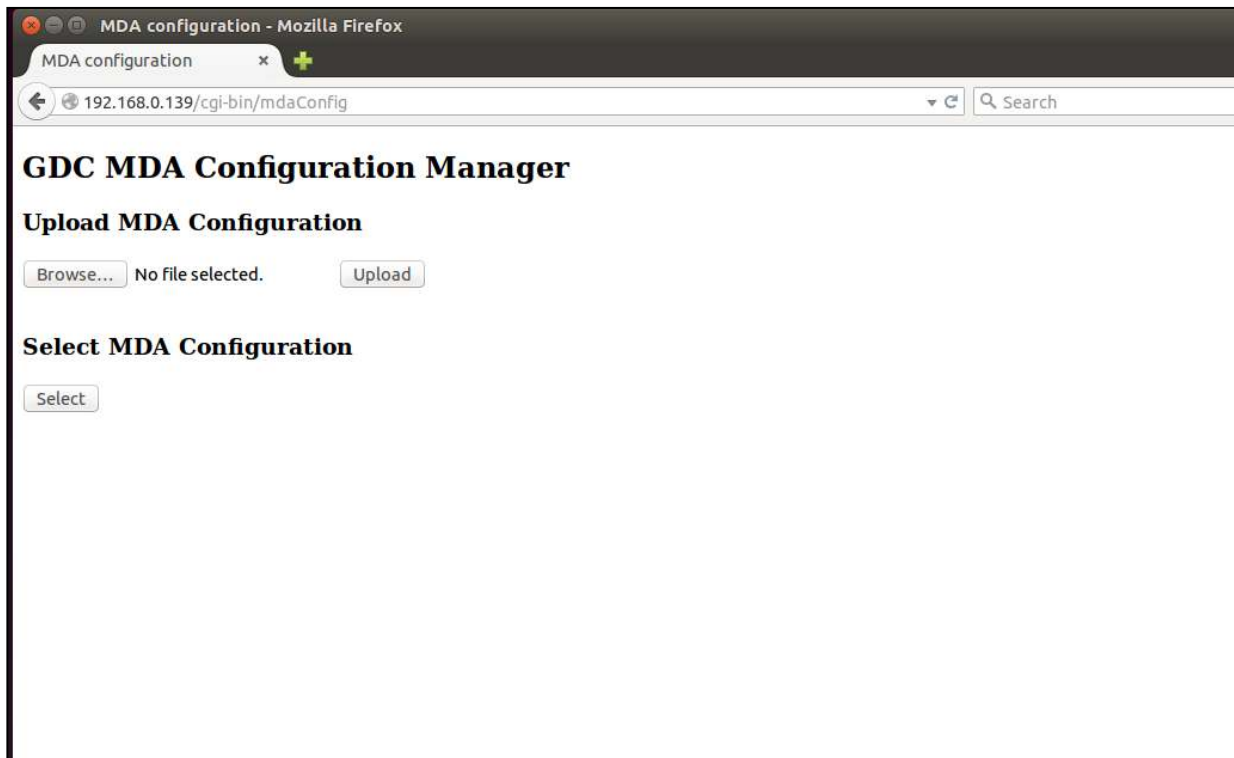 MDA configuration - Mozilla Firefox
MDA configuration
192.168.0.139/cgi-bin/mdaConfig
Search
GDC MDA Configuration Manager
Upload MDA Configuration
Browse... No file selected. Upload
Select MDA Configuration
Select